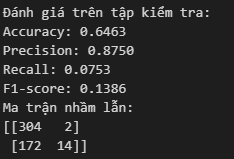 Đánh giá trên tập kiểm tra:
Accuracy: 0.6463
Precision: 0.8750
Recall: 0.0753
F1-score: 0.1386
Ma trận nhầm lẫn:
[[304   2]
 [172  14]]